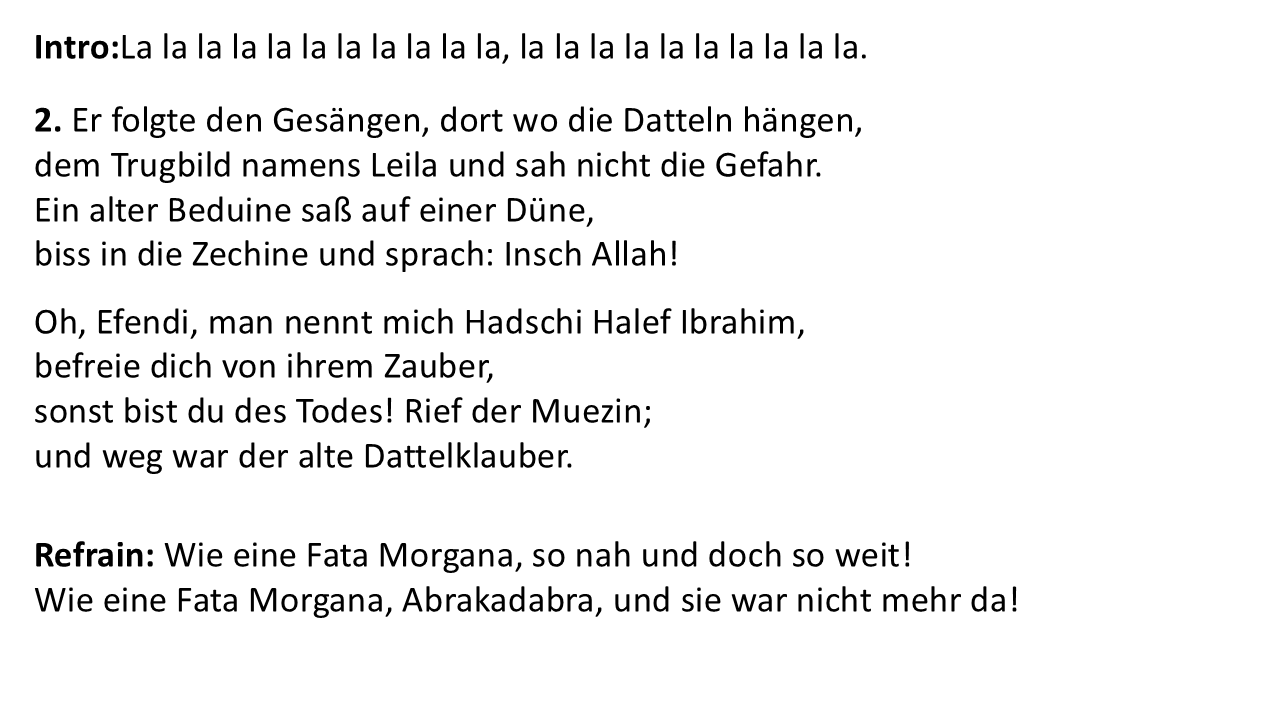 Intro:La la la la la la la la la la la, la la la la la la la la la la.
2. Er folgte den Gesängen, dort wo die Datteln hängen,
dem Trugbild namens Leila und sah nicht die Gefahr.
Ein alter Beduine saß auf einer Düne,
biss in die Zechine und sprach: Insch Allah!
Oh, Efendi, man nennt mich Hadschi Halef Ibrahim,
befreie dich von ihrem Zauber,
sonst bist du des Todes! Rief der Muezin;
und weg war der alte Dattelklauber.
Refrain: Wie eine Fata Morgana, so nah und doch so weit!
Wie eine Fata Morgana, Abrakadabra, und sie war nicht mehr da!